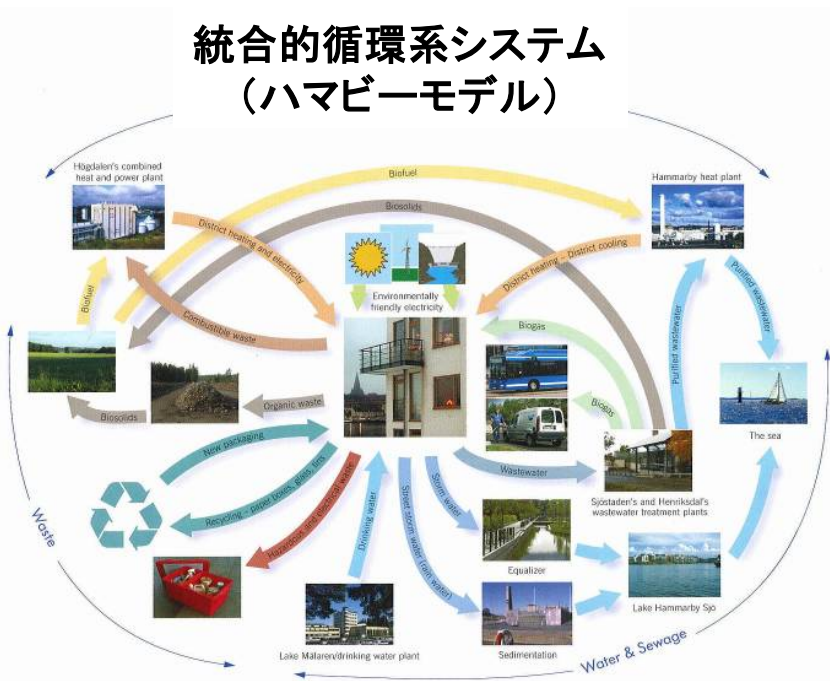 統合的循環系システム
（ハマビーモデル）
Högdalen's combined
heat and power plant
Biofuel
Hammarby heat plant
Biosolids
District heating and electricity
District heating – District cooling
Environmentally
friendly electricity
Biofuel
Combustible waste
Purified wastewater
Purified wastewater
Biogas
Biogas
Organic waste
Biosolids
New packaging
The sea
Wastewater
Recycling - paper boxes, glass, tins
Hazardous and electrical waste
Drinking water
Street storm water (rain water)
Storm water
Sjöstaden's and Henriksdal's
wastewater treatment plants
Waste
Equalizer
Lake Hammarby Sjö
Lake Mälaren/drinking water plant
Sedimentation
Water & Sewage